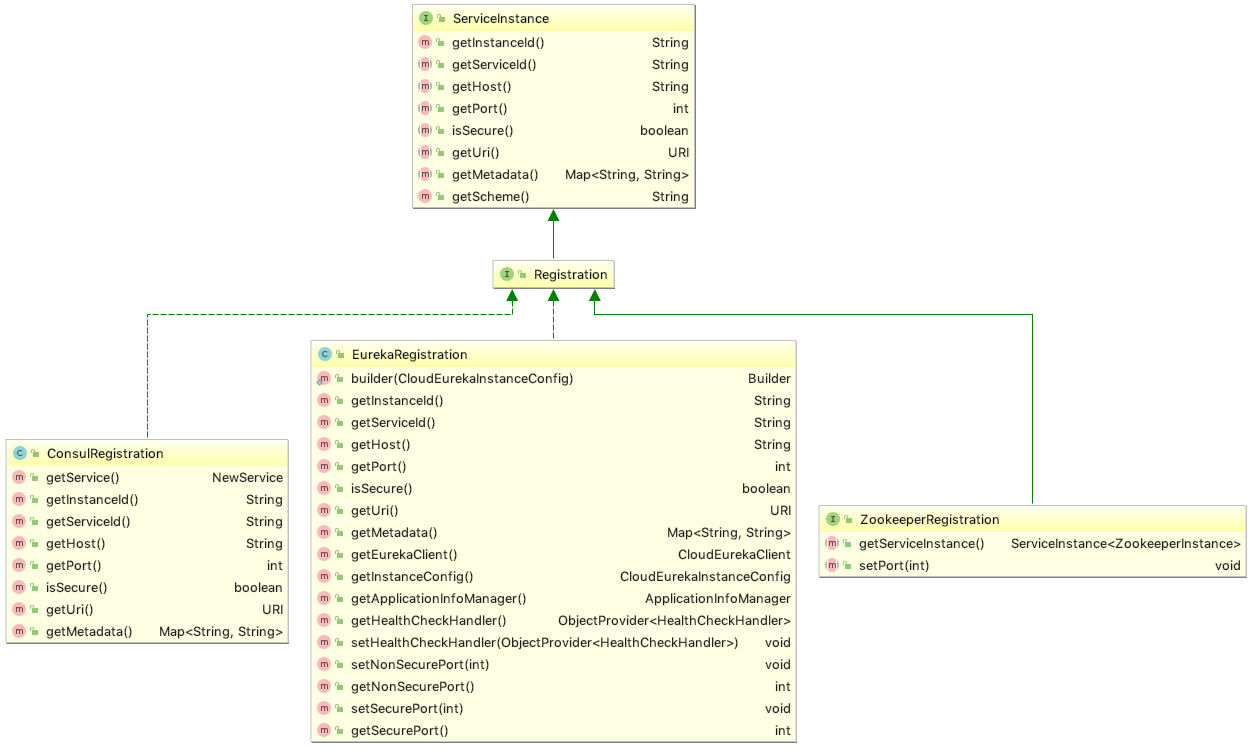 ServiceInstance
getInstanceId() String
getServiceId() String
getHost() String
getPort() int
isSecure() boolean
getUri() URI
getMetadata() Map<String, String>
getScheme() String
Registration
ConsulRegistration
getService() NewService
getInstanceId() String
getServiceId() String
getHost() String
getPort() int
isSecure() boolean
getUri() URI
getMetadata() Map<String, String>
EurekaRegistration
builder(CloudEurekaInstanceConfig) Builder
getInstanceId() String
getServiceId() String
getHost() String
getPort() int
isSecure() boolean
getUri() URI
getMetadata() Map<String, String>
getEurekaClient() CloudEurekaClient
getInstanceConfig() CloudEurekaInstanceConfig
getApplicationInfoManager() ApplicationInfoManager
getHealthCheckHandler() ObjectProvider<HealthCheckHandler>
setHealthCheckHandler(ObjectProvider<HealthCheckHandler>) void
setNonSecurePort(int) void
getNonSecurePort() int
setSecurePort(int) void
getSecurePort() int
ZookeeperRegistration
getServiceInstance() ServiceInstance<ZookeeperInstance>
setPort(int) void